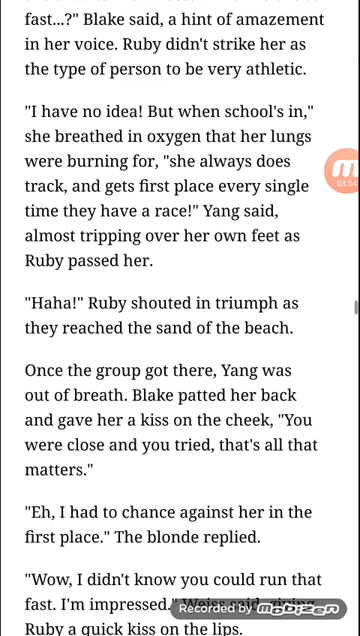 fast...?" Blake said, a hint of amazement
in her voice. Ruby didn't strike her as
the type of person to be very athletic.
"I have no idea! But when school's in,"
she breathed in oxygen that her lungs
were burning for, "she always does
track, and gets first place every single
time they have a race!" Yang said,
almost tripping over her own feet as
Ruby passed her.
03:54
"Haha!" Ruby shouted in triumph as
they reached the sand of the beach.
Once the group got there, Yang was
out of breath. Blake patted her back
and gave her a kiss on the cheek, "You
were close and you tried, that's all that
matters."
"Eh, I had to chance against her in the
first place." The blonde replied.
"Wow, I didn't know you could run that
fast. I'm impressed." Weiss said, giving
Ruby a quick kiss on the lips.
Recorded by mobizen